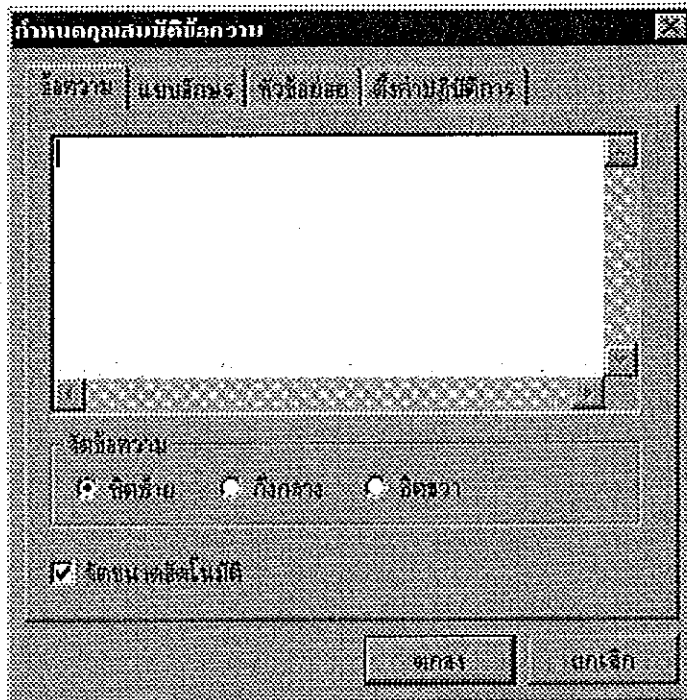 กำหนดคุณสมบัติข้อความ
ข้อความ แบบอักษร หัวข้อย่อย ตั้งค่าปฏิบัติการ
จัดข้อความ
ชิดซ้าย กึ่งกลาง ชิดขวา
จัดขนาดอัตโนมัติ
ตกลง ยกเลิก